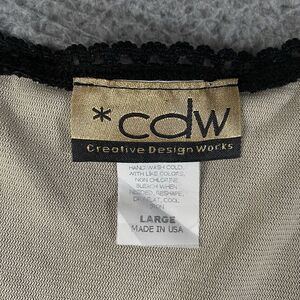 *cdw
Creative Design Works
HAND WASH COLD,
WITH LIKE COLORS,
NON CHLORINE
BLEACH WHEN
NEEDED, RESHAPE,
DRY FLAT, COOL
IRON
LARGE
MADE IN USA